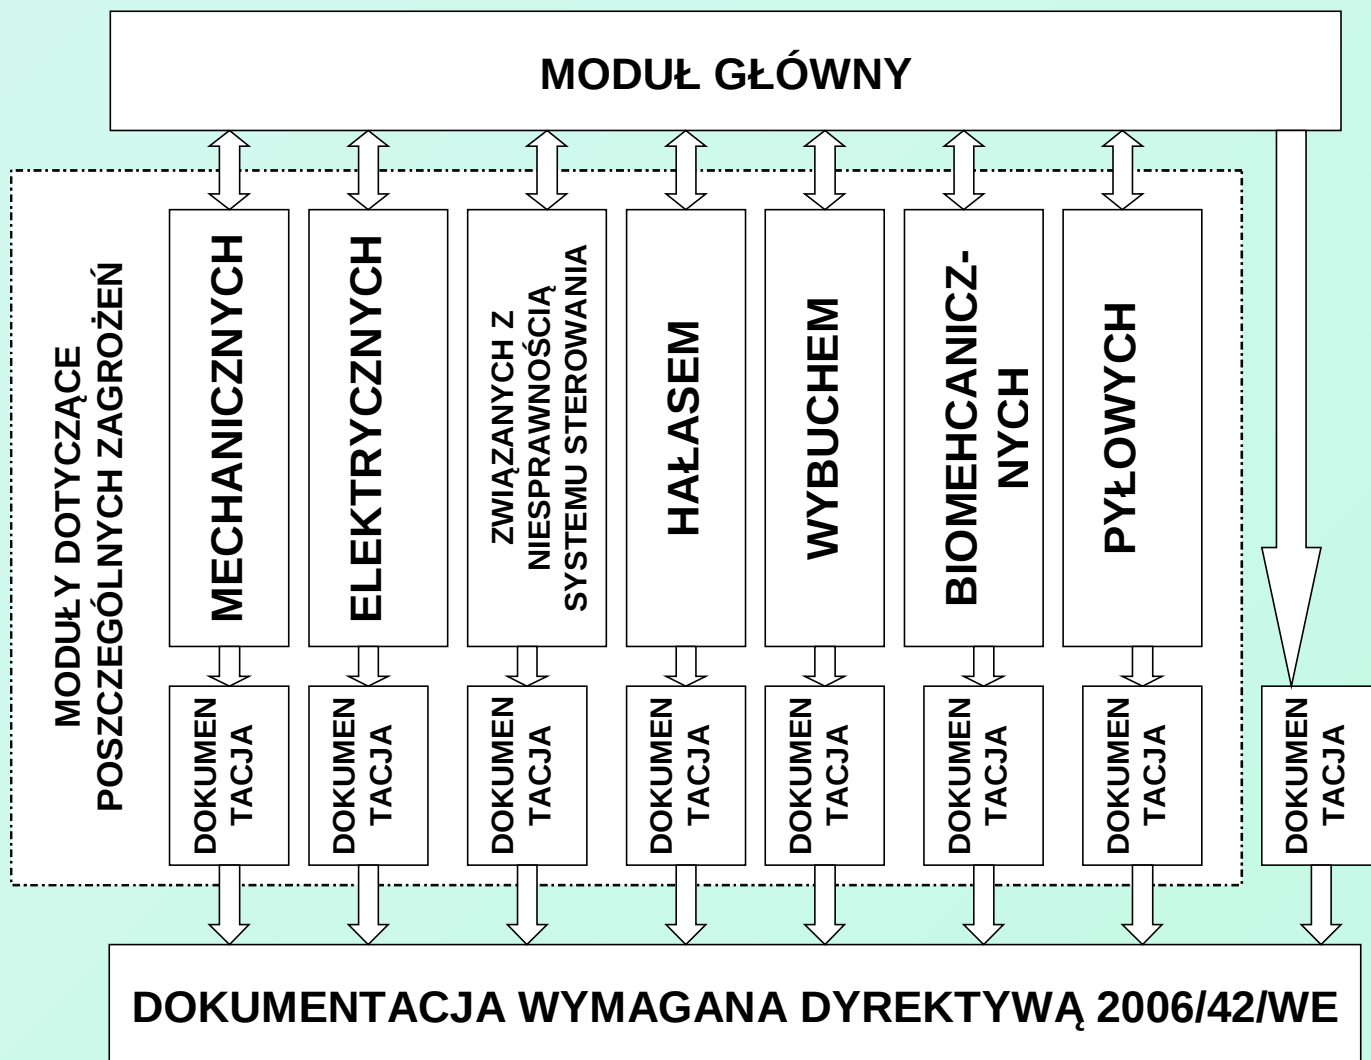 MODUŁ GŁÓWNY
MODUŁY DOTYCZĄCE
POSZCZEGÓLNYCH ZAGROŻEŃ
MECHANICZNYCH
ELEKTRYCZNYCH
ZWIĄZANYCH Z
NIESPRAWNOŚCIĄ
SYSTEMU STEROWANIA
HAŁASEM
WYBUCHEM
BIOMEHCANICZ-
NYCH
PYŁOWYCH
DOKUMEN
TACJA
DOKUMEN
TACJA
DOKUMEN
TACJA
DOKUMEN
TACJA
DOKUMEN
TACJA
DOKUMEN
TACJA
DOKUMEN
TACJA
DOKUMEN
TACJA
DOKUMENTACJA WYMAGANA DYREKTYWĄ 2006/42/WE